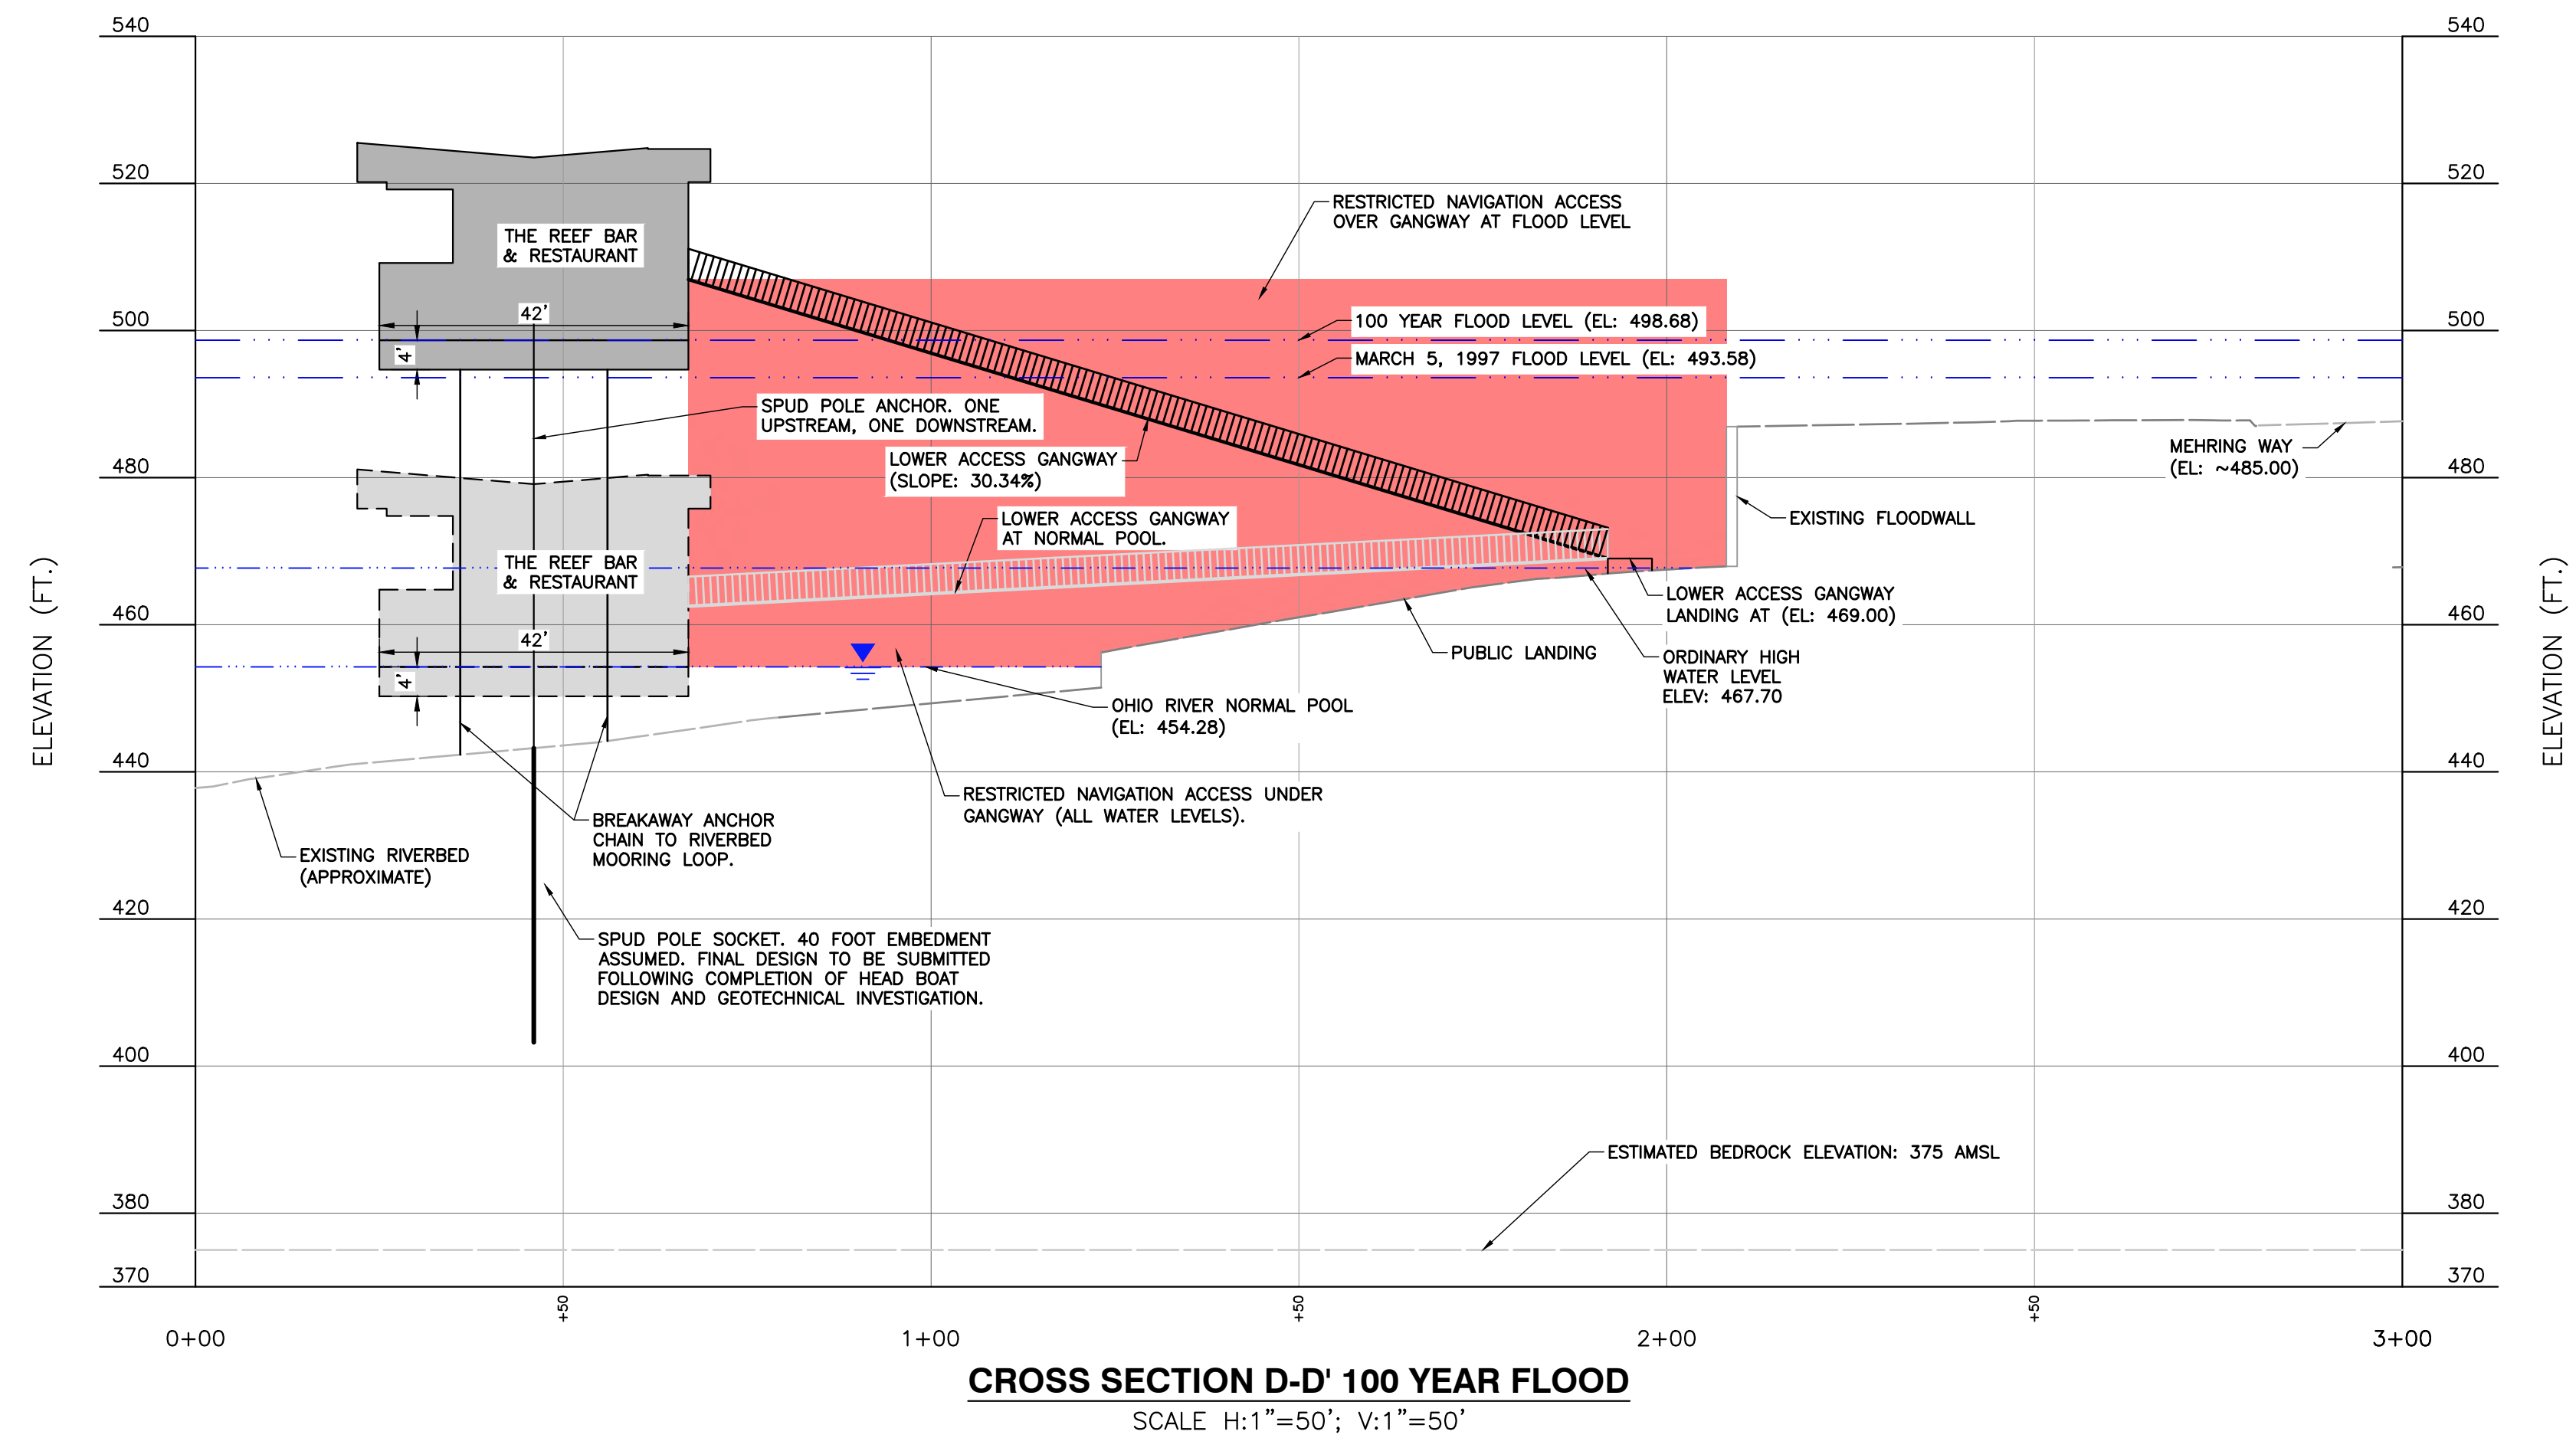 540
540
520
520
RESTRICTED NAVIGATION ACCESS
OVER GANGWAY AT FLOOD LEVEL
THE REEF BAR
& RESTAURANT
500
500
42'
100 YEAR FLOOD LEVEL (EL: 498.68)
4'
MARCH 5, 1997 FLOOD LEVEL (EL: 493.58)
SPUD POLE ANCHOR. ONE
UPSTREAM, ONE DOWNSTREAM.
MEHRING WAY
(EL: ~485.00)
LOWER ACCESS GANGWAY
(SLOPE: 30.34%)
480
480
LOWER ACCESS GANGWAY
AT NORMAL POOL.
EXISTING FLOODWALL
THE REEF BAR
& RESTAURANT
LOWER ACCESS GANGWAY
LANDING AT (EL: 469.00)
460
460
42'
PUBLIC LANDING
ORDINARY HIGH
WATER LEVEL
ELEV: 467.70
4'
ELEVATION (FT.)
ELEVATION (FT.)
OHIO RIVER NORMAL POOL
(EL: 454.28)
440
440
RESTRICTED NAVIGATION ACCESS UNDER
GANGWAY (ALL WATER LEVELS).
BREAKAWAY ANCHOR
CHAIN TO RIVERBED
MOORING LOOP.
EXISTING RIVERBED
(APPROXIMATE)
420
420
SPUD POLE SOCKET. 40 FOOT EMBEDMENT
ASSUMED. FINAL DESIGN TO BE SUBMITTED
FOLLOWING COMPLETION OF HEAD BOAT
DESIGN AND GEOTECHNICAL INVESTIGATION.
400
400
ESTIMATED BEDROCK ELEVATION: 375 AMSL
380
380
370
370
+50
+50
+50
0+00
1+00
2+00
3+00
CROSS SECTION D-D' 100 YEAR FLOOD
SCALE H:1"=50'; V:1"=50'